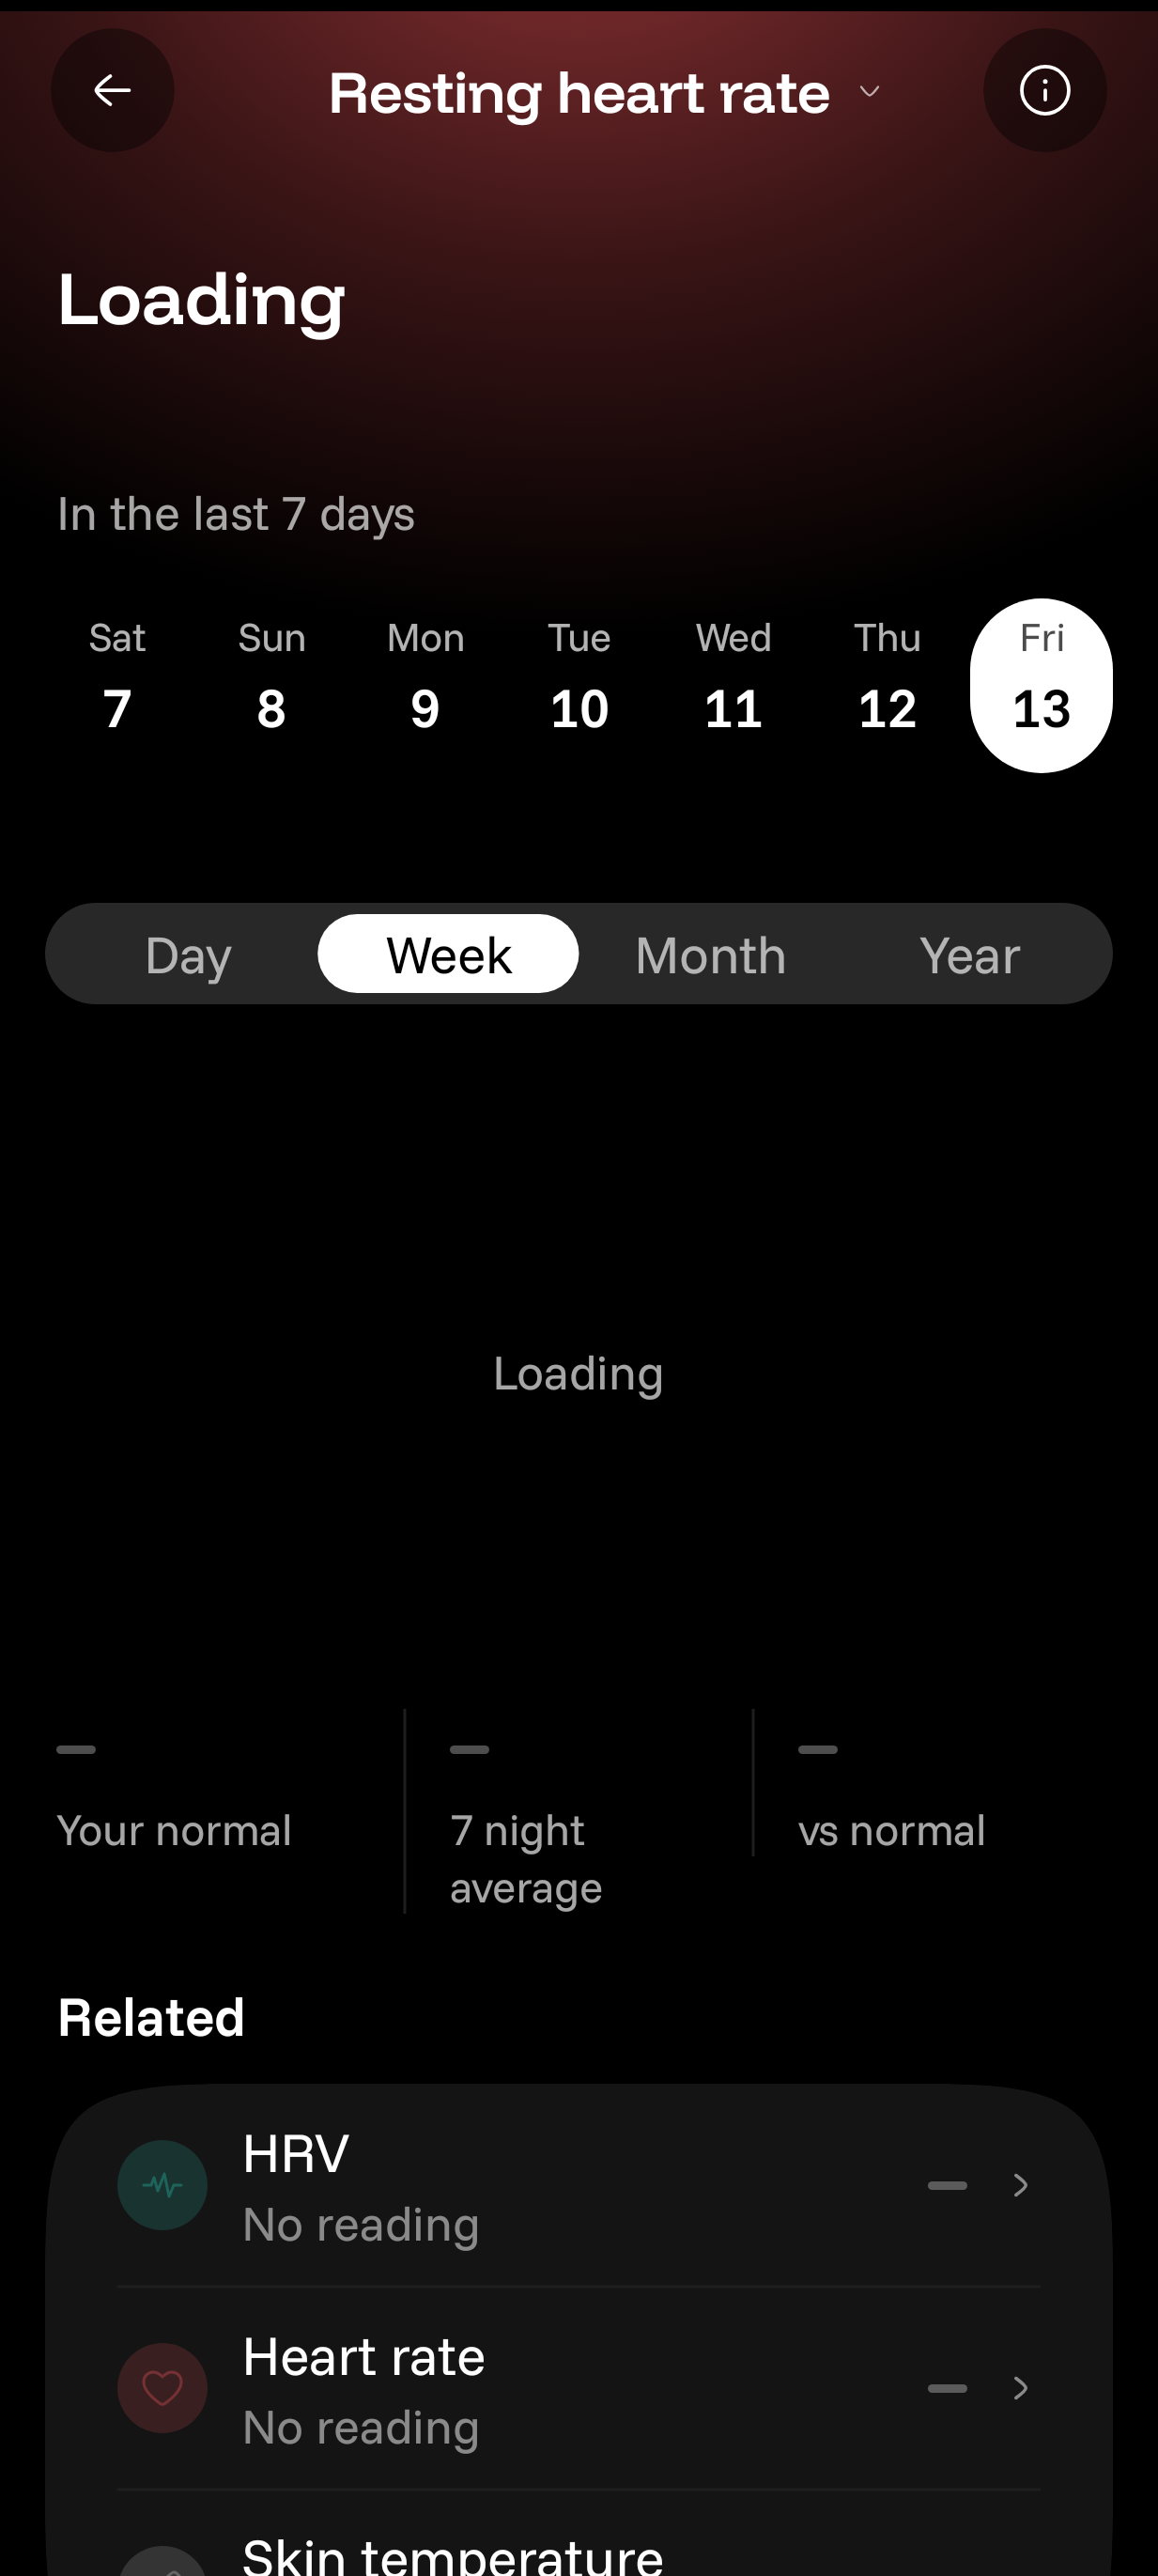 Resting heart rate
Loading
In the last 7 days
Sat Sun Mon Tue Wed Thu Fri
7 8 9 10 11 12 13
Day Week Month Year
Loading
Your normal
7 night
average
vs normal
Related
HRV
No reading
Heart rate
No reading
Skin temperature